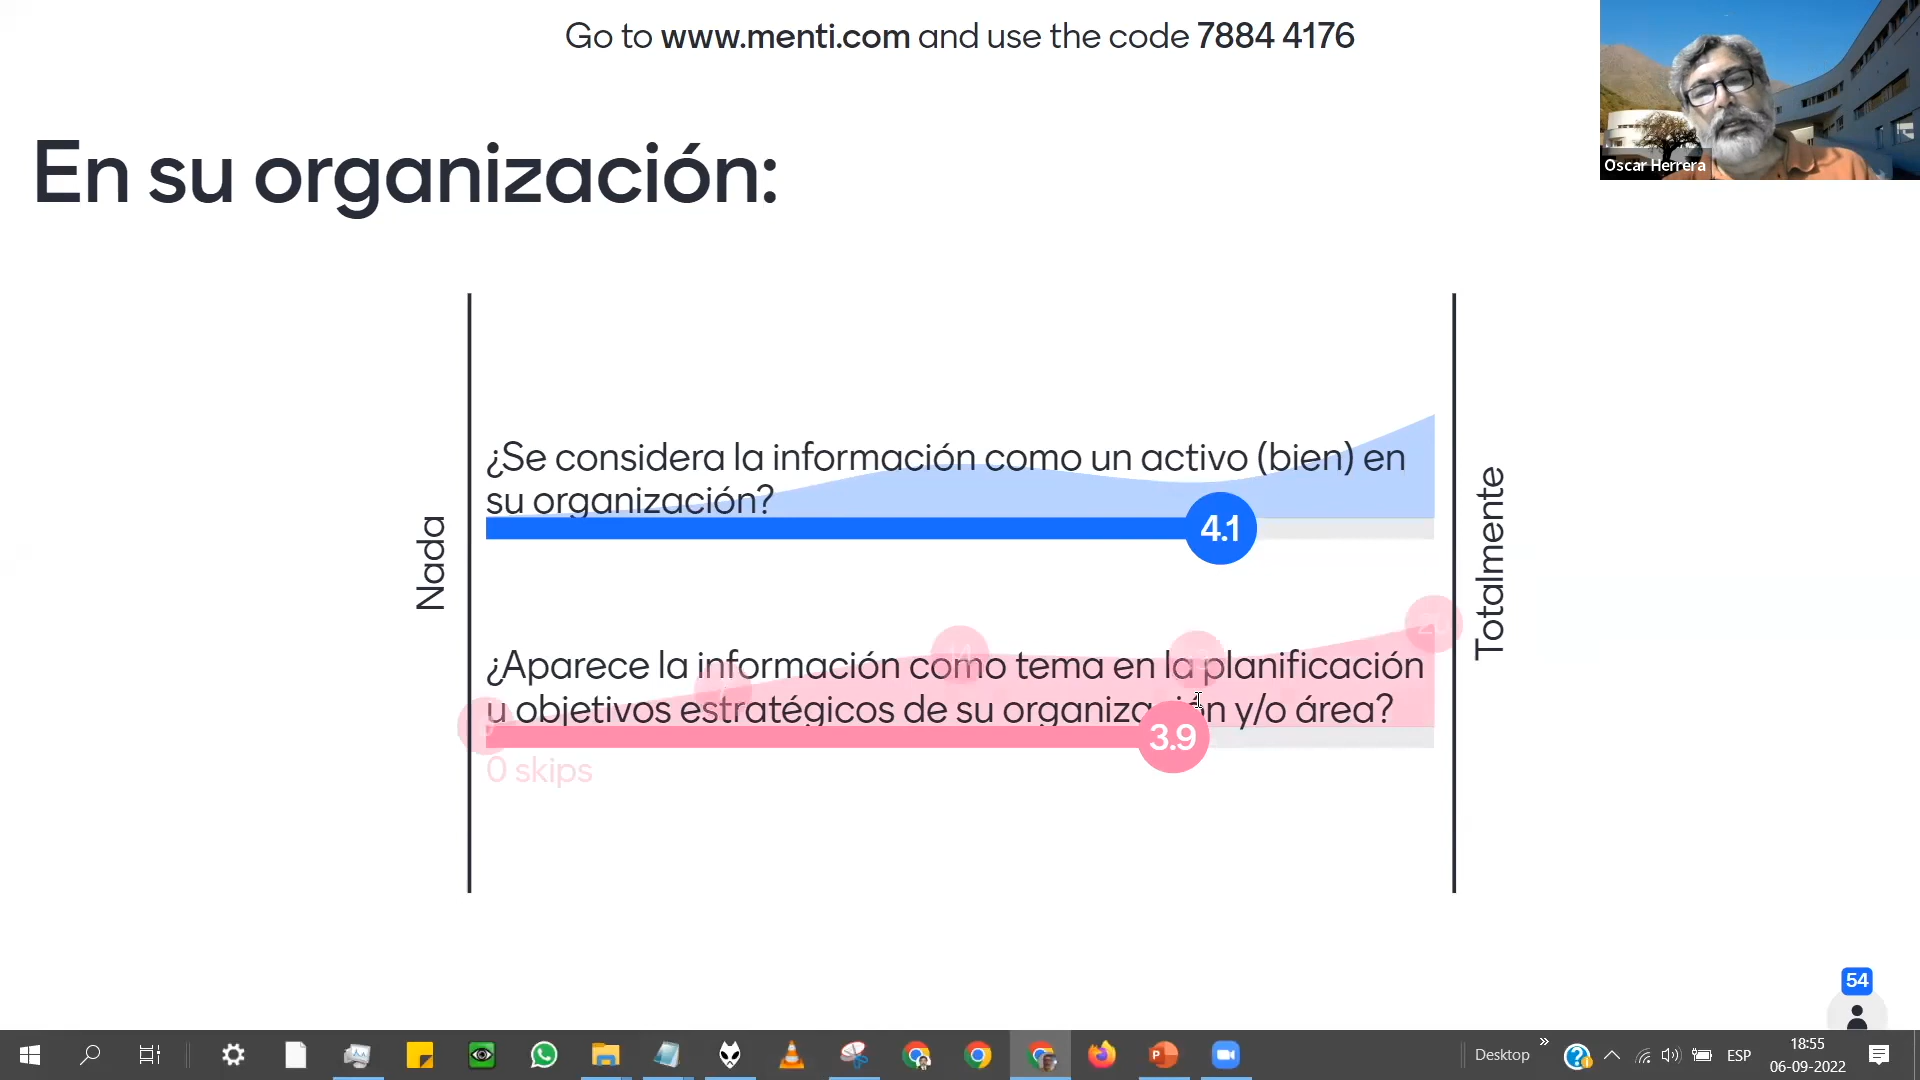 Go to www.menti.com and use the code 7884 4176
Oscar Herrera
En su organización:
Nada
Totalmente
¿Se considera la información como un activo (bien) en
su organización?
4.1
¿Aparece la información como tema en la planificación
u objetivos estratégicos de su organización y/o área?
3.9
0 skips
54
Desktop
ESP
18:55
06-09-2022